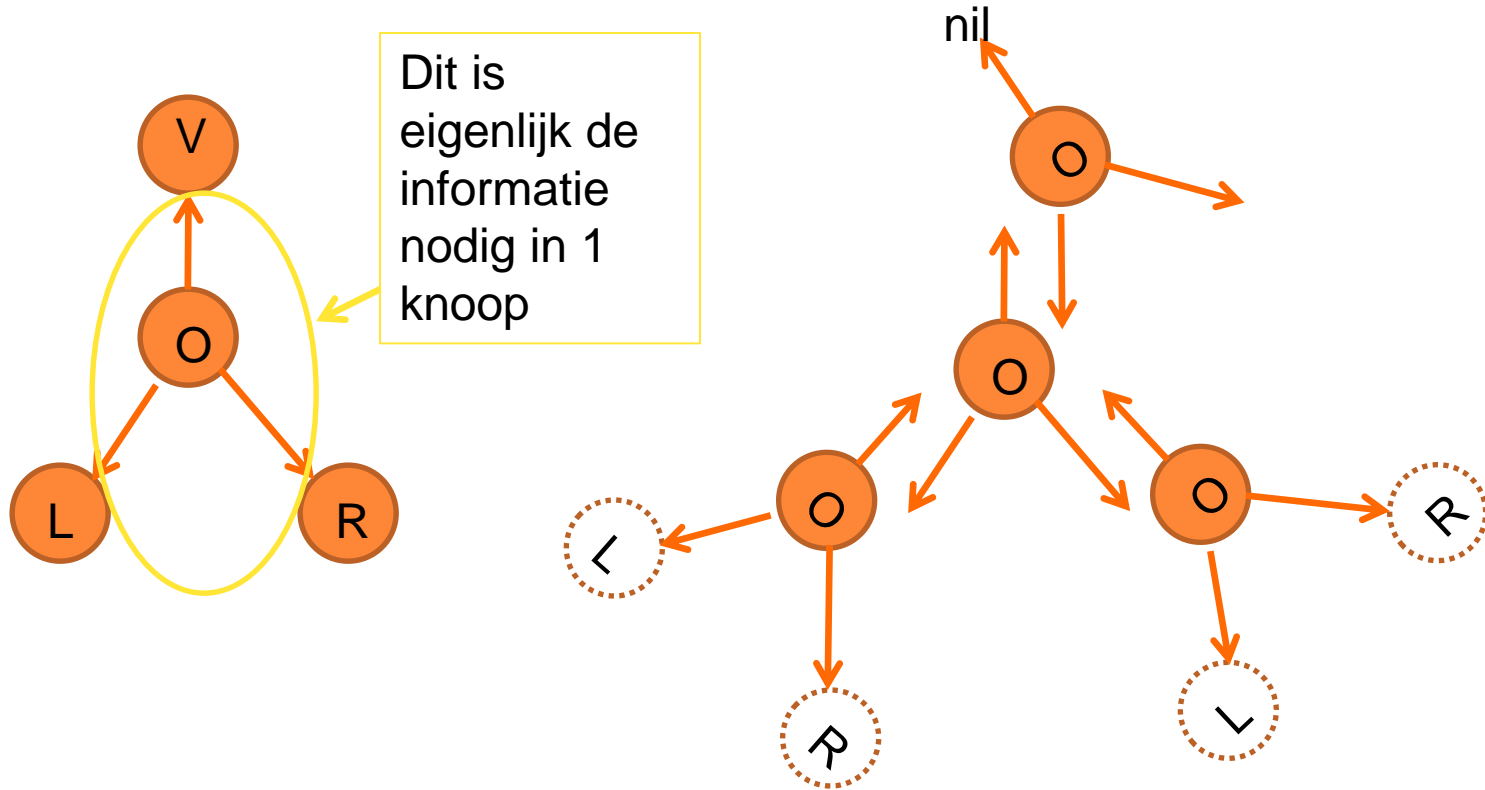 nil
Dit is
eigenlijk de
informatie
nodig in 1
knoop
V
O
L
R
O
O
O
O
L
R
L
R